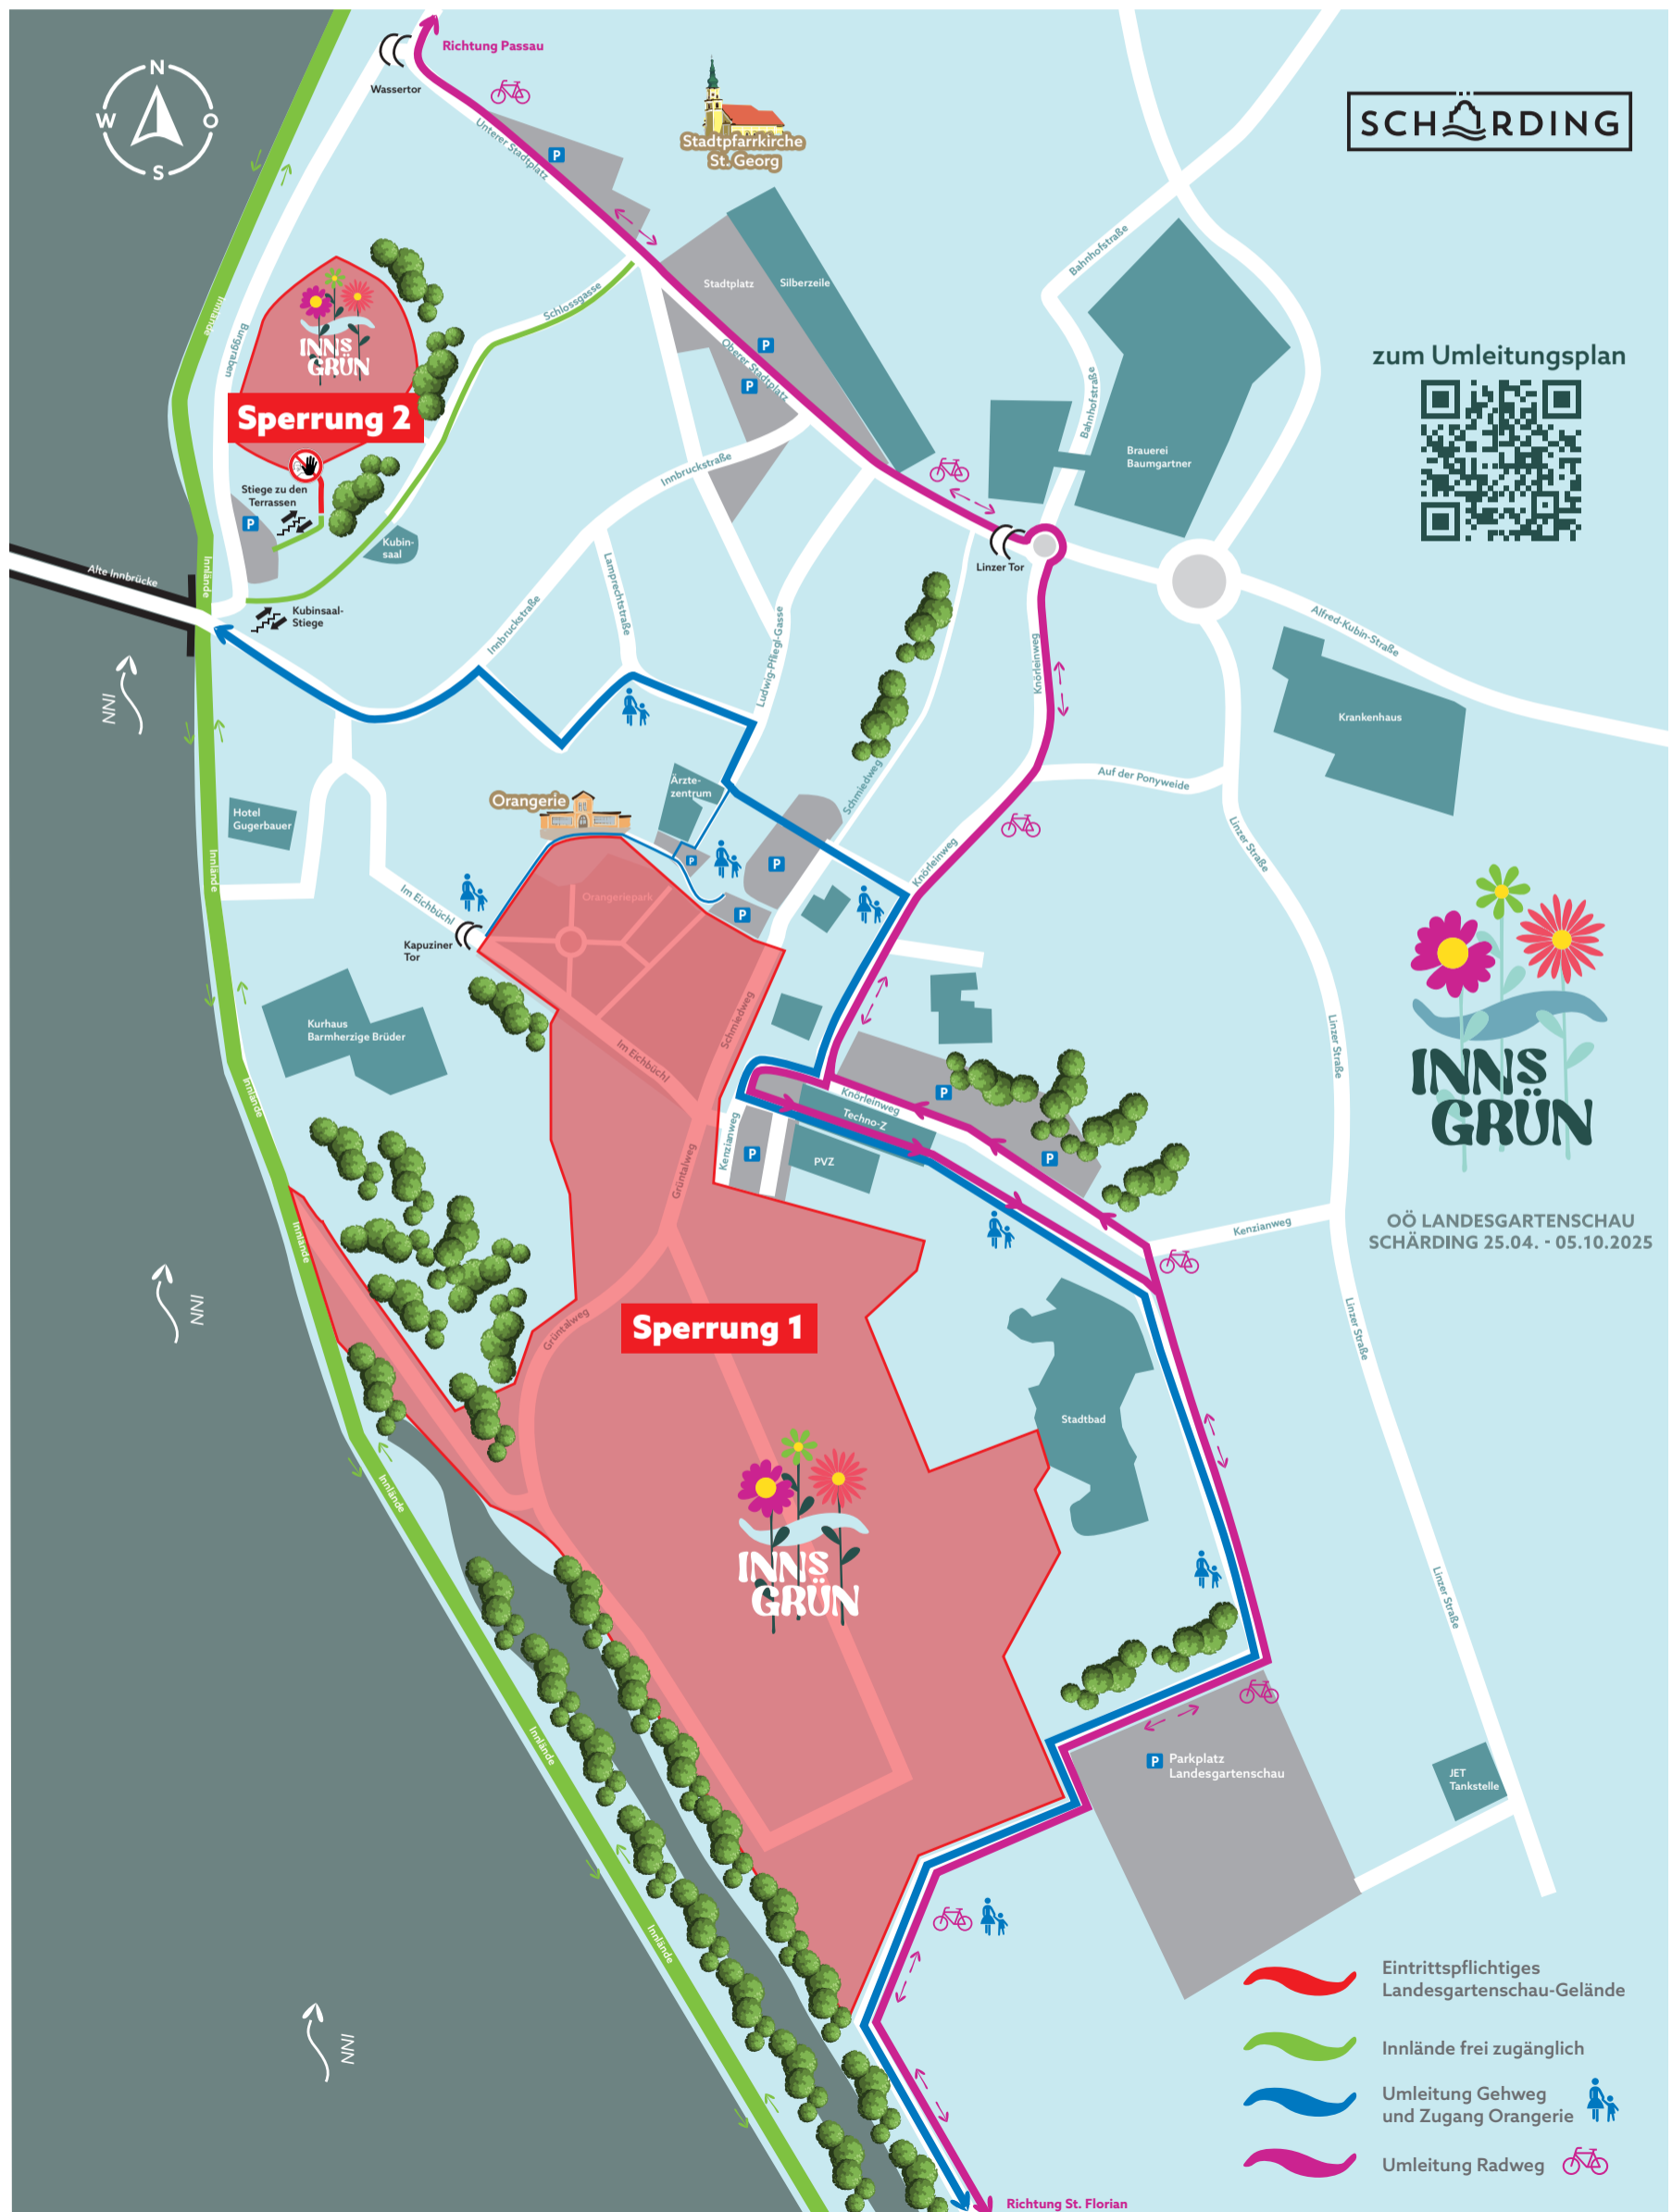 N
W
O
S
Richtung Passau
Wassertor
Unterer Stadtplatz
P
Stadtpfarrkirche
St. Georg
SCHÄRDING
Bahnhofstraße
Stadtplatz
Silberzeile
Schlossgasse
Innlände
Burggraben
INNS
GRÜN
Sperrung 2
P
Oberer Stadtplatz
P
Bahnhofstraße
zum Umleitungsplan
Brauerei
Baumgartner
Innbruckstraße
Stiege zu den
Terrassen
P
Kubin-
saal
Linzer Tor
Alte Innbrücke
Innlände
Kubinsaal-
Stiege
Innbruckstraße
Lamprechtstraße
Ludwig-Pfliegl-Gasse
Knörleinweg
Alfred-Kubin-Straße
Krankenhaus
INN
Auf der Ponyweide
Schmiedweg
Ärzte-
zentrum
Orangerie
Hotel
Gugerbauer
Linzer Straße
Innlände
P
P
Knörleinweg
Im Eichbüchl
Orangeriepark
P
Kapuziner
Tor
Kurhaus
Barmherzige Brüder
Schmiedweg
Im Eichbüchl
Linzer Straße
INNS
GRÜN
Innlände
Knörleinweg
P
Techno-Z
Kenzianweg
P
PVZ
P
Grüntalweg
Kenzianweg
OÖ LANDESGARTENSCHAU
SCHÄRDING 25.04. - 05.10.2025
Innlände
INN
Grüntalweg
Sperrung 1
Linzer Straße
Stadtbad
Innlände
INNS
GRÜN
Linzer Straße
Innlände
P
Parkplatz
Landesgartenschau
JET
Tankstelle
Innlände
INN
Eintrittspflichtiges
Landesgartenschau-Gelände
Innlände frei zugänglich
Umleitung Gehweg
und Zugang Orangerie
Umleitung Radweg
Richtung St. Florian